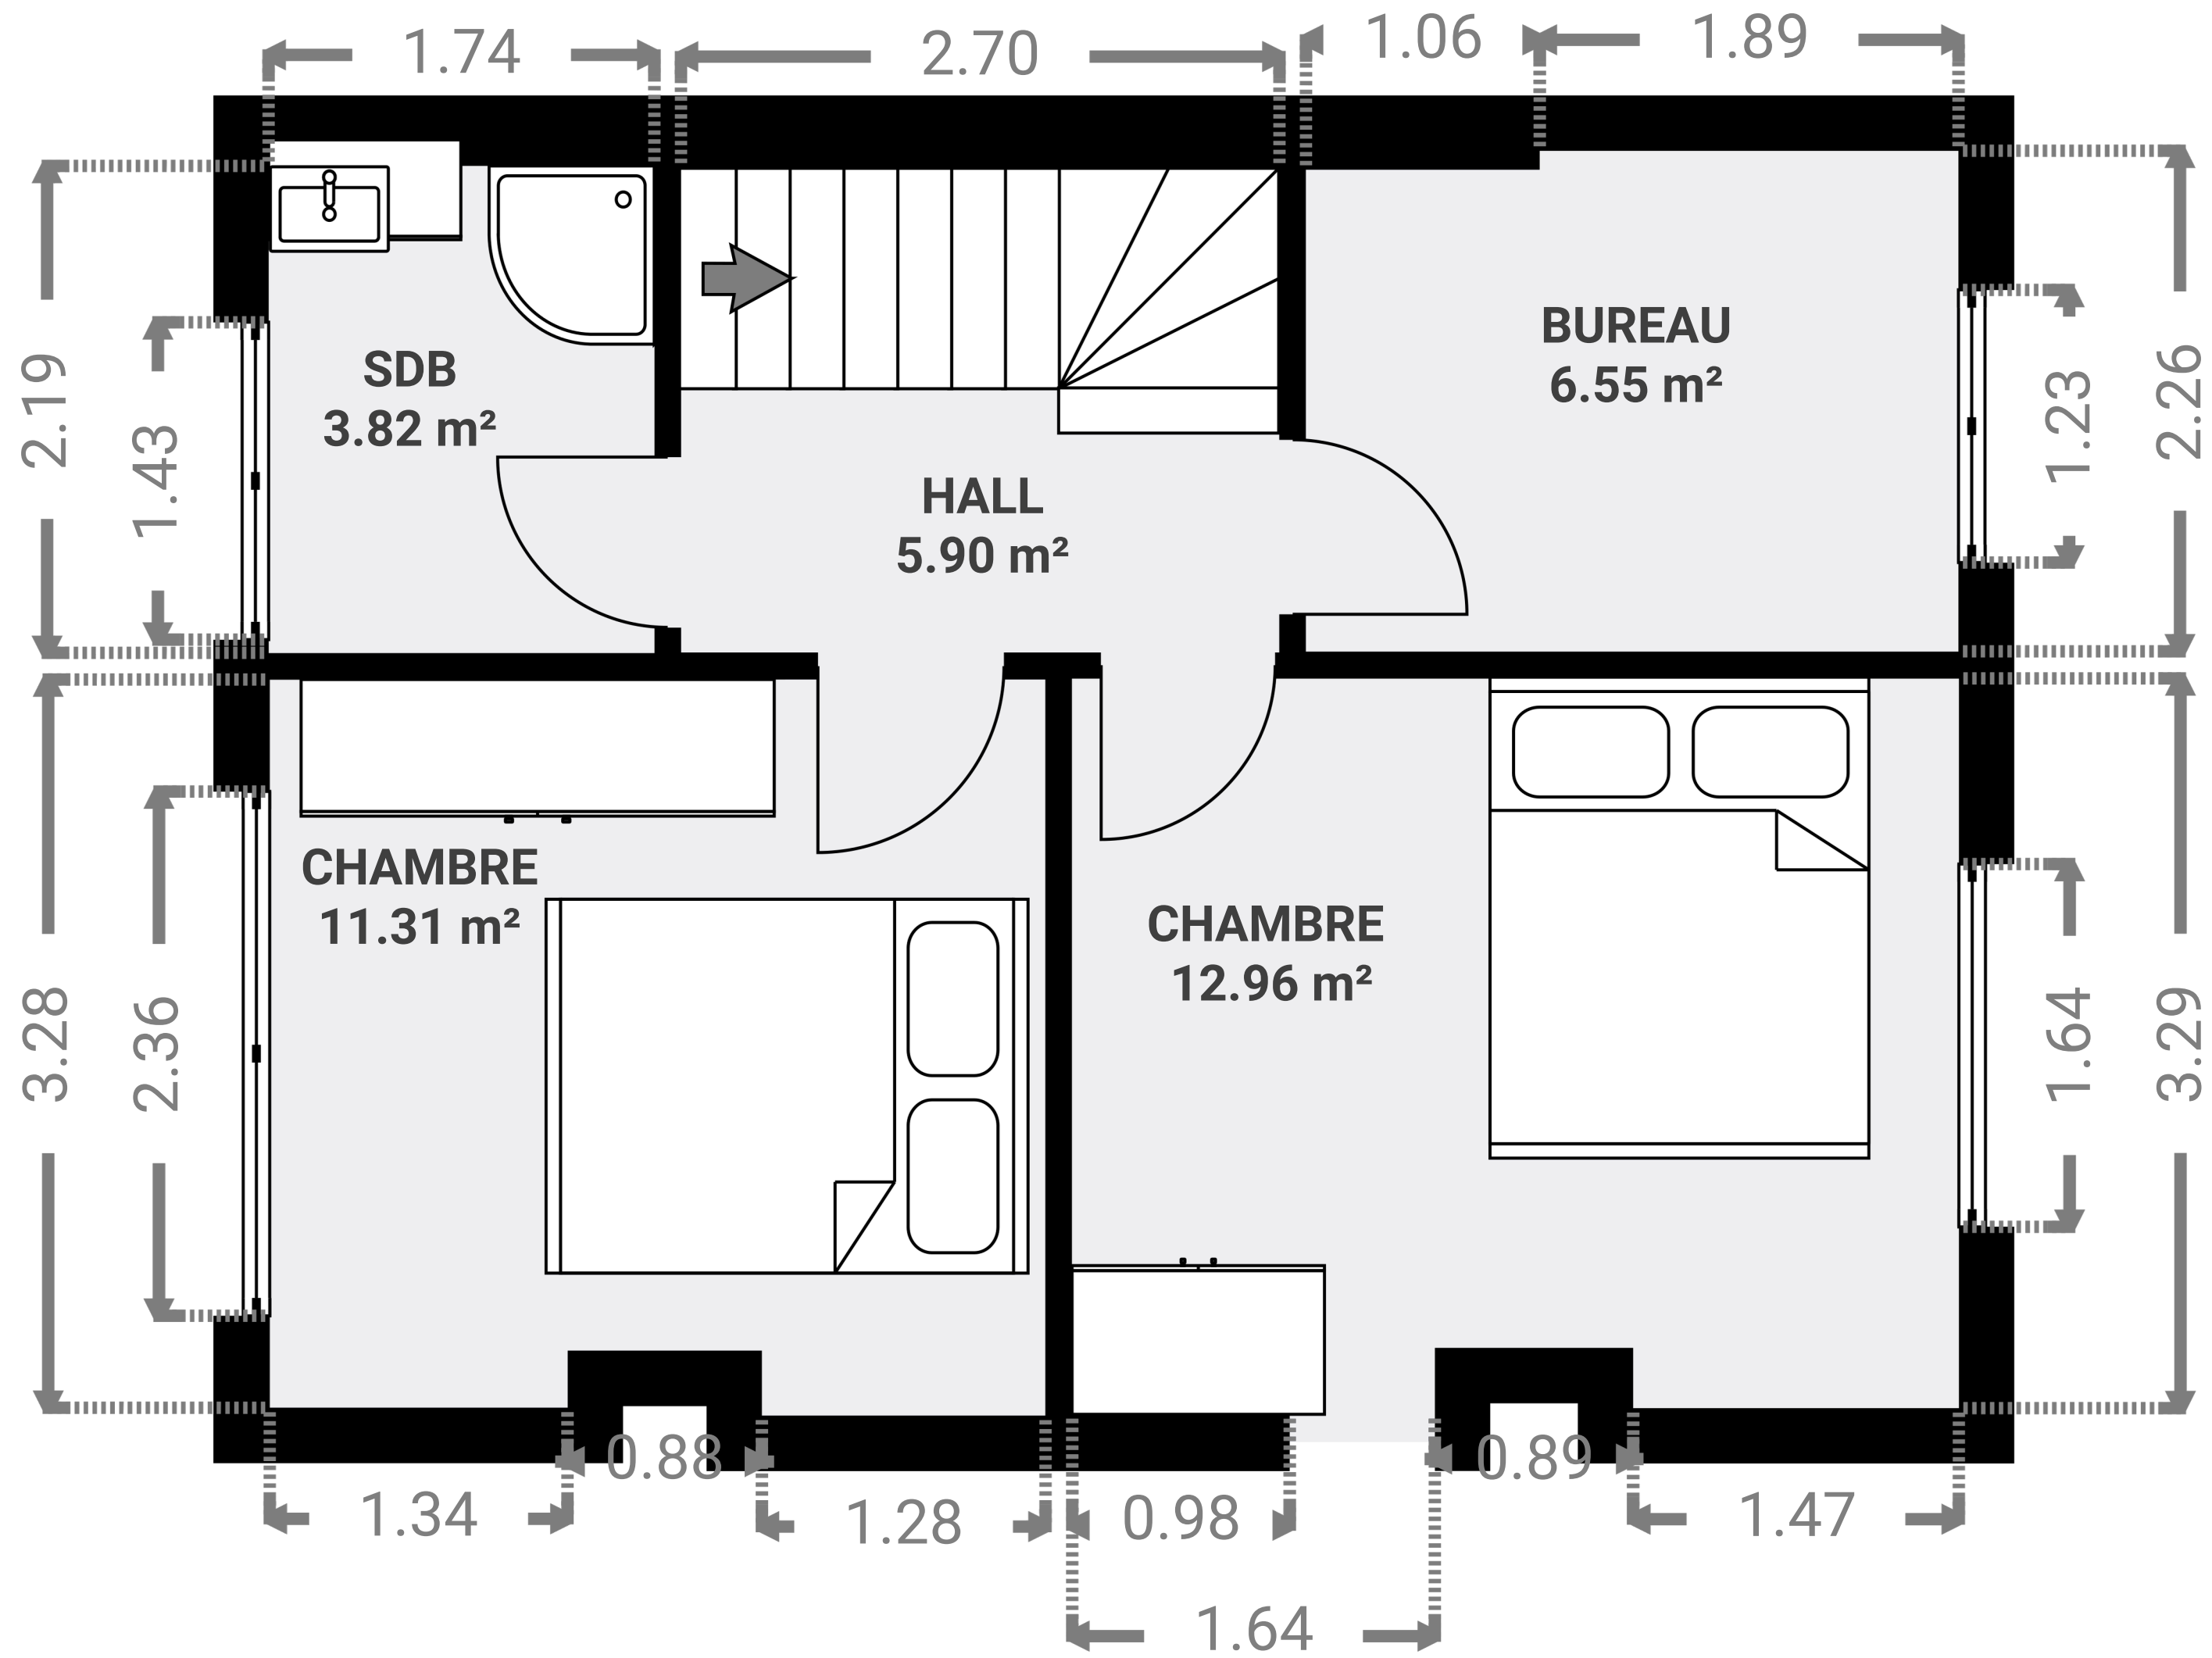 1.74
2.70
1.06
1.89
2.19
1.43
SDB
3.82 m²
HALL
5.90 m²
BUREAU
6.55 m²
1.23
2.26
CHAMBRE
11.31 m²
CHAMBRE
12.96 m²
3.28
2.36
1.64
3.29
0.88
0.89
1.34
1.28
0.98
1.47
1.64